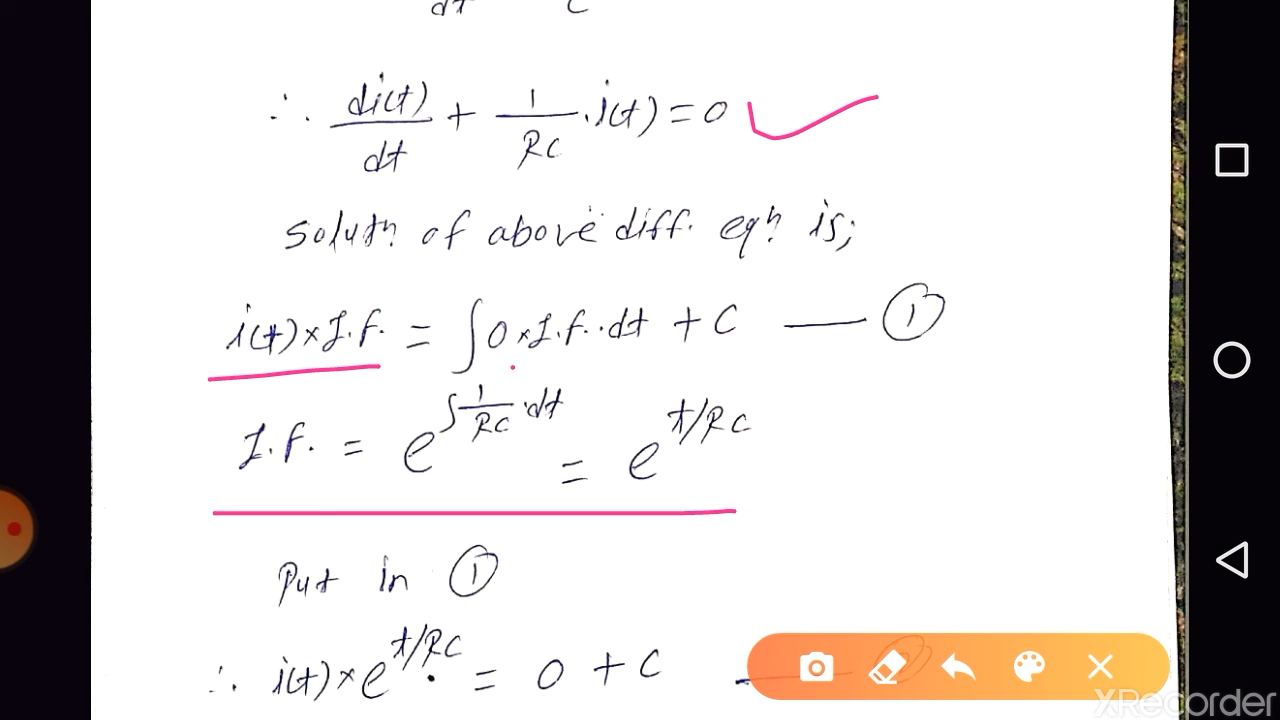 dt C
∴ di(t)/dt + 1/RC . i(t) = 0
Solutn of above diff. eqn is;
i(t) × I.f. = ∫ 0 × I.f. dt + C —— ①
I.f. = e^∫ 1/RC .dt = e^t/RC
Put in ①
∴ i(t) × e^t/RC = 0 + C
XRecorder